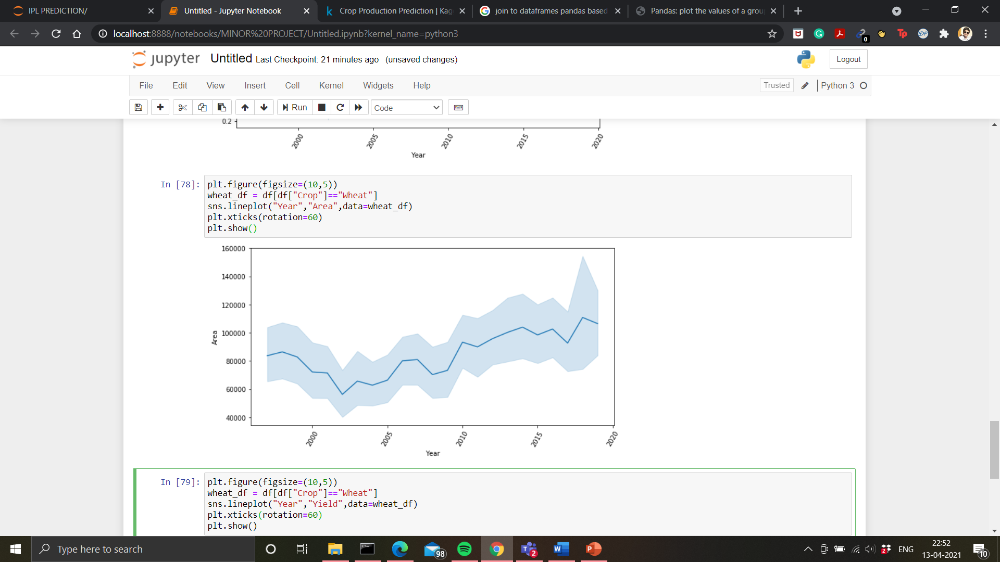 IPL PREDICTION/
Untitled - Jupyter Notebook
Crop Production Prediction | Kag
join to dataframes pandas based
Pandas: plot the values of a grou
localhost:8888/notebooks/MINOR%20PROJECT/Untitled.ipynb?kernel_name=python3
0
Tp
DP
jupyter Untitled Last Checkpoint: 21 minutes ago (unsaved changes)
Logout
File Edit View Insert Cell Kernel Widgets Help
Trusted
Python 3
Run
Code
0.2
2000 2005 2010 2015 2020
Year
In [78]:
plt.figure(figsize=(10,5))
wheat_df = df[df["Crop"]=="Wheat"]
sns.lineplot("Year","Area",data=wheat_df)
plt.xticks(rotation=60)
plt.show()
160000
140000
120000
100000
80000
60000
40000
Area
2000 2005 2010 2015 2020
Year
In [79]:
plt.figure(figsize=(10,5))
wheat_df = df[df["Crop"]=="Wheat"]
sns.lineplot("Year","Yield",data=wheat_df)
plt.xticks(rotation=60)
plt.show()
Type here to search
98
2
2
ENG
22:52
13-04-2021
10